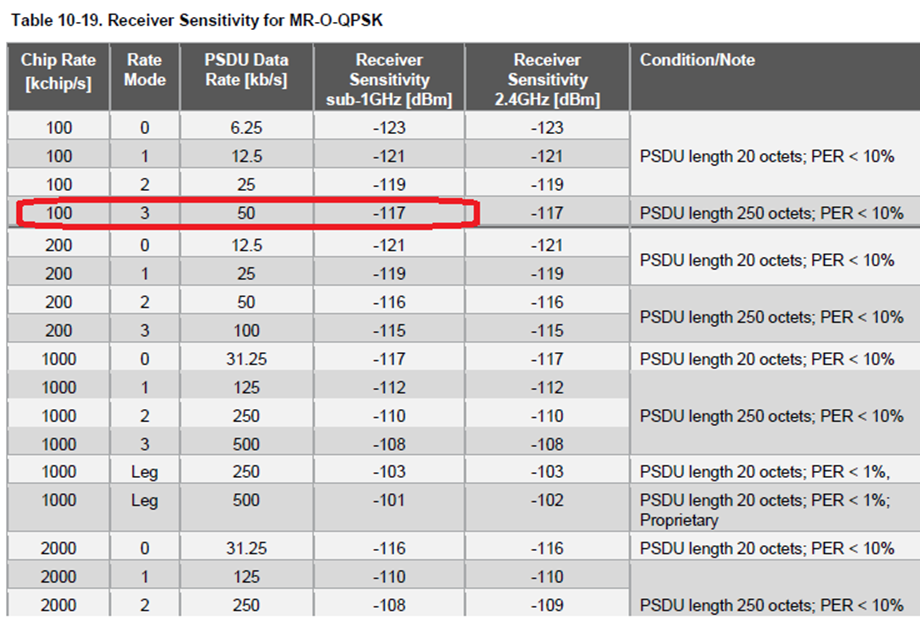 Table 10-19. Receiver Sensitivity for MR-O-QPSK
Chip Rate [kchip/s] Rate Mode PSDU Data Rate [kb/s] Receiver Sensitivity sub-1GHz [dBm] Receiver Sensitivity 2.4GHz [dBm] Condition/Note
100 0 6.25 -123 -123
100 1 12.5 -121 -121 PSDU length 20 octets; PER < 10%
100 2 25 -119 -119
100 3 50 -117 -117 PSDU length 250 octets; PER < 10%
200 0 12.5 -121 -121 PSDU length 20 octets; PER < 10%
200 1 25 -119 -119
200 2 50 -116 -116 PSDU length 250 octets; PER < 10%
200 3 100 -115 -115
1000 0 31.25 -117 -117 PSDU length 20 octets; PER < 10%
1000 1 125 -112 -112
1000 2 250 -110 -110 PSDU length 250 octets; PER < 10%
1000 3 500 -108 -108
1000 Leg 250 -103 -103 PSDU length 20 octets; PER < 1%,
1000 Leg 500 -101 -102 PSDU length 20 octets; PER < 1%;
Proprietary
2000 0 31.25 -116 -116 PSDU length 20 octets; PER < 10%
2000 1 125 -110 -110
2000 2 250 -108 -109 PSDU length 250 octets; PER < 10%